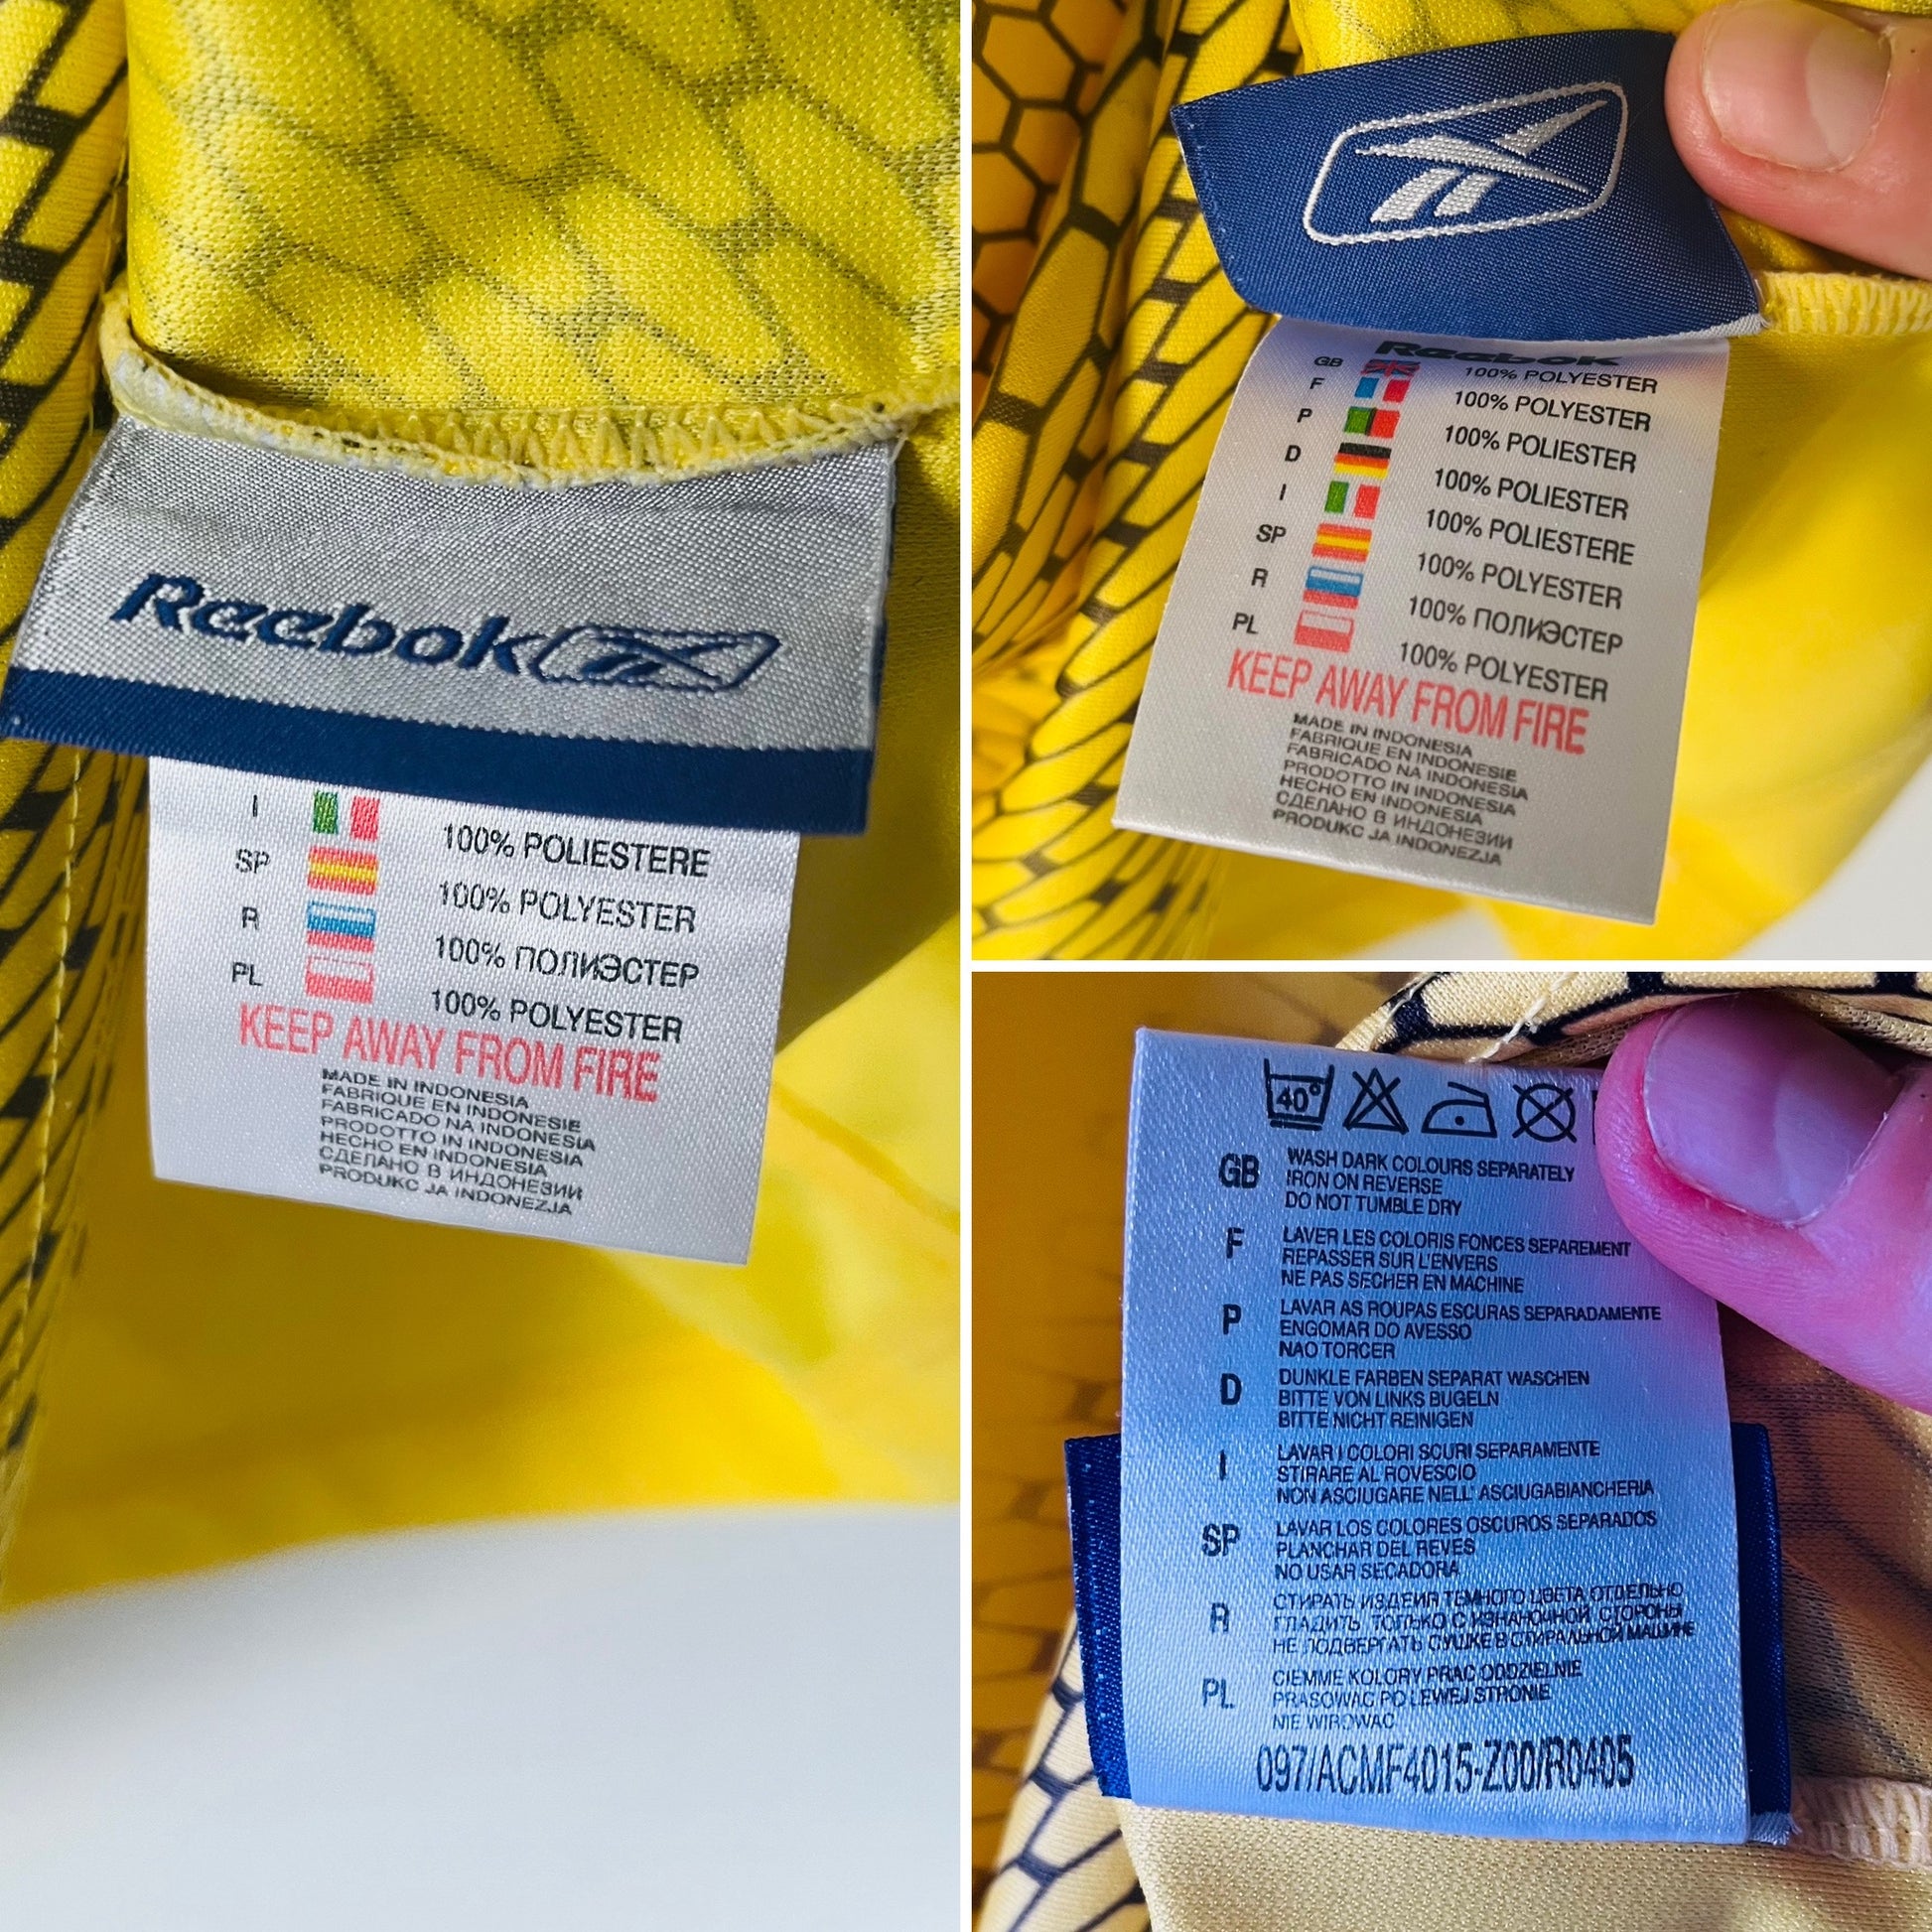 Reebok
I 100% POLIESTERE
SP 100% POLYESTER
R 100% ПОЛИЭСТЕР
PL 100% POLYESTER
KEEP AWAY FROM FIRE
MADE IN INDONESIA
FABRIQUE EN INDONESIE
FABRICADO NA INDONESIA
PRODOTTO IN INDONESIA
HECHO EN INDONESIA
СДЕЛАНО В ИНДОНЕЗИИ
PRODUKC JA INDONEZJA
Reebok
GB 100% POLYESTER
F 100% POLYESTER
P 100% POLIESTER
D 100% POLIESTER
I 100% POLIESTERE
SP 100% POLYESTER
R 100% ПОЛИЭСТЕР
PL 100% POLYESTER
KEEP AWAY FROM FIRE
MADE IN INDONESIA
FABRIQUE EN INDONESIE
FABRICADO NA INDONESIA
PRODOTTO IN INDONESIA
HECHO EN INDONESIA
СДЕЛАНО В ИНДОНЕЗИИ
PRODUKC JA INDONEZJA
40°
GB WASH DARK COLOURS SEPARATELY
IRON ON REVERSE
DO NOT TUMBLE DRY
F LAVER LES COLORIS FONCES SEPAREMENT
REPASSER SUR L'ENVERS
NE PAS SECHER EN MACHINE
P LAVAR AS ROUPAS ESCURAS SEPARADAMENTE
ENGOMAR DO AVESSO
NAO TORCER
D DUNKLE FARBEN SEPARAT WASCHEN
BITTE VON LINKS BUGELN
BITTE NICHT REINIGEN
I LAVAR I COLORI SCURI SEPARAMENTE
STIRARE AL ROVESCIO
NON ASCIUGARE NELL' ASCIUGABIANCHERIA
SP LAVAR LOS COLORES OSCUROS SEPARADOS
PLANCHAR DEL REVES
NO USAR SECADORA
R СТИРАТЬ ИЗДЕИЯ ТЕМНОГО ЦВЕТА ОТДЕЛЬНО
ГЛАДИТЬ ТОЛЬКО С ИЗНАНОЧНОЙ СТОРОНЫ
НЕ ПОДВЕРГАТЬ СУШКЕ В СТИРАЛЬНОЙ МАШИНЕ
PL CIEMME KOLORY PRAC ODDZIELNIE
PRASOWAC PO LEWEJ STRONIE
NIE WIROWAC
097/ACMF4015-Z00/R0405